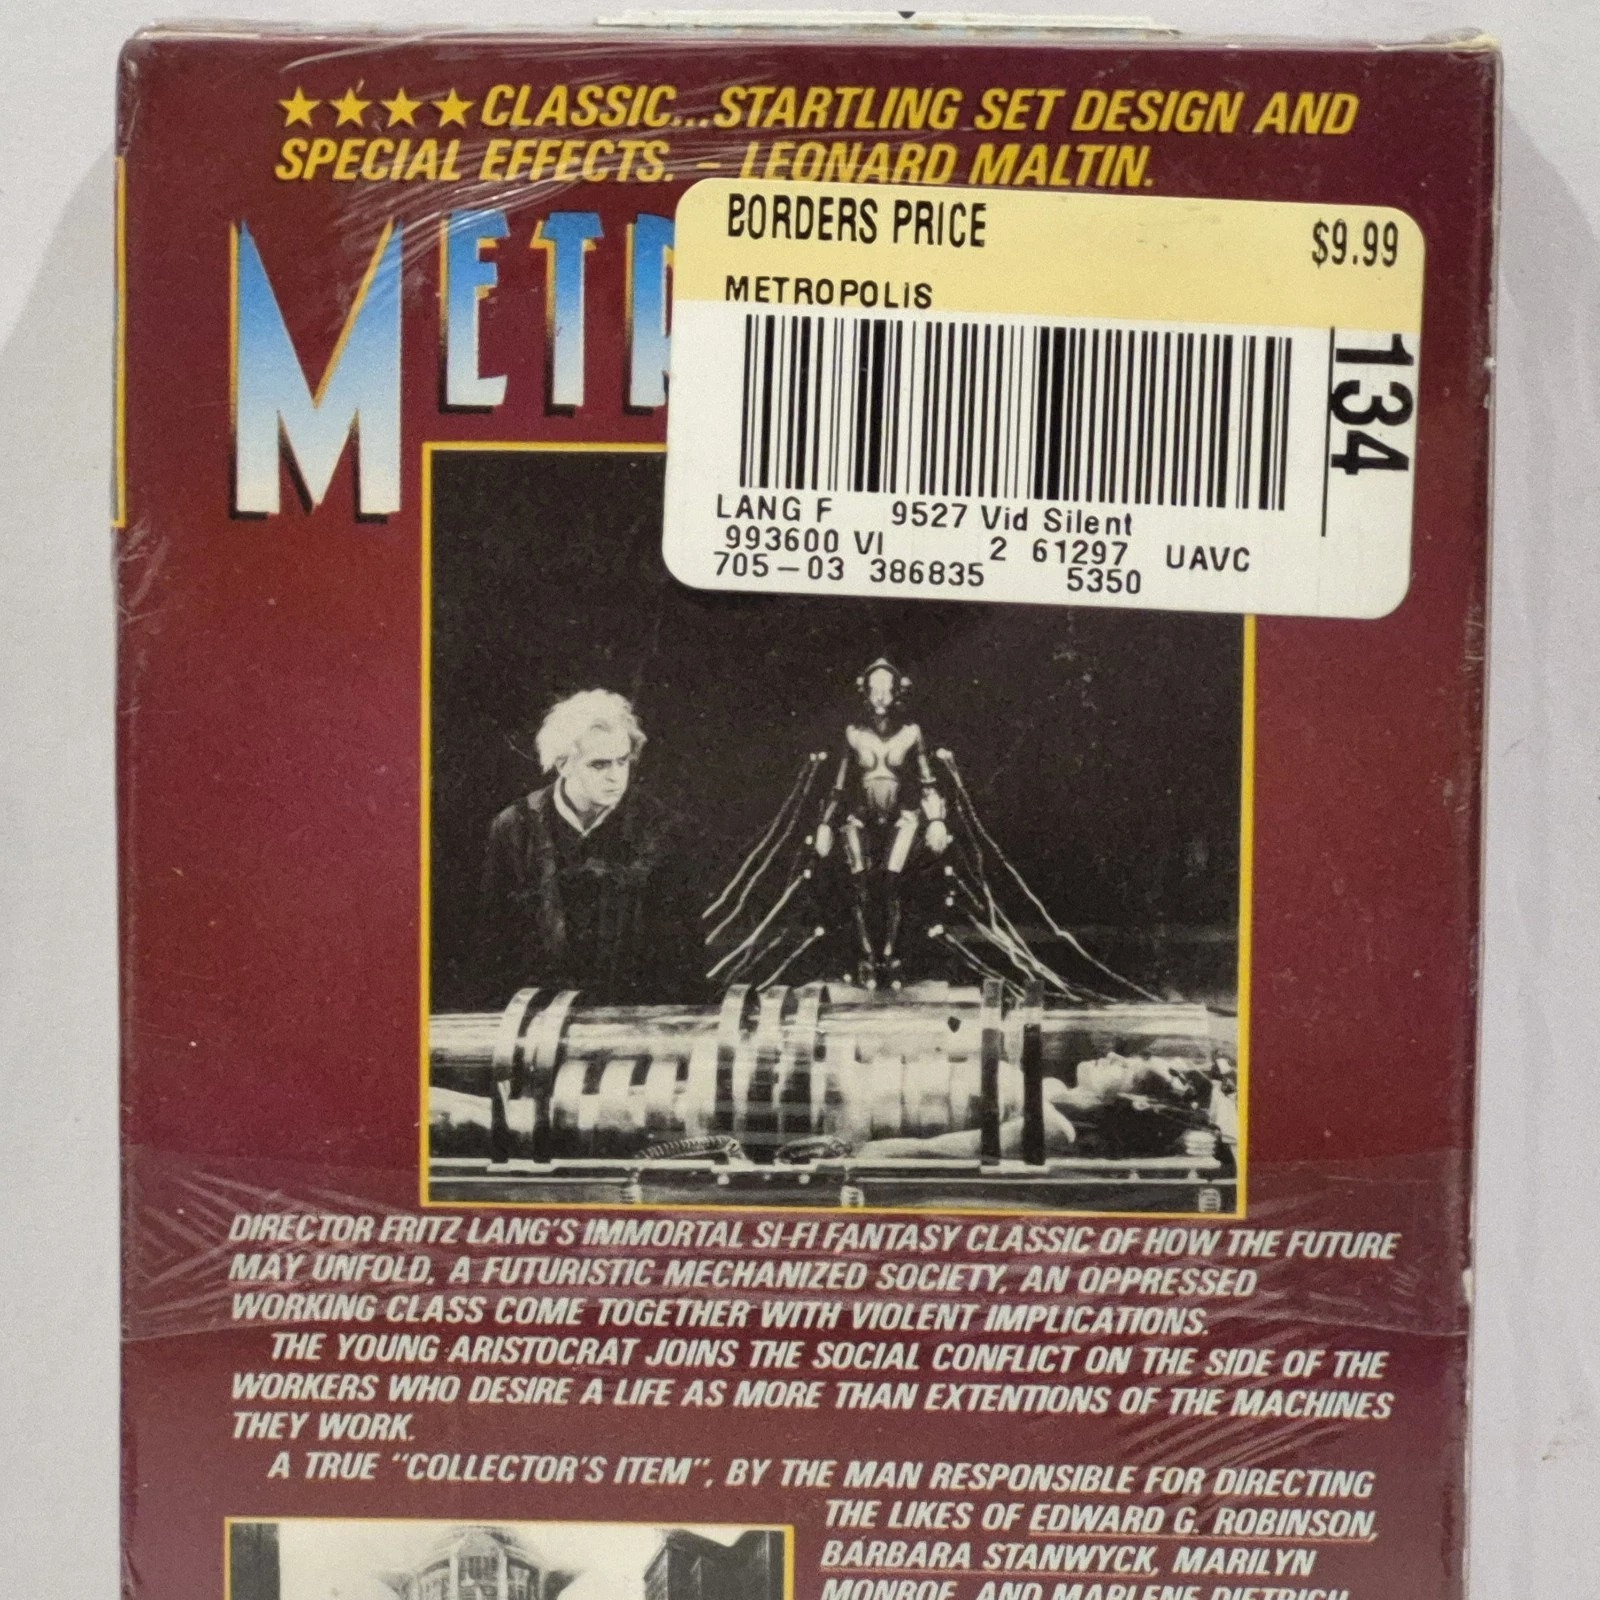 ★★★★CLASSIC...STARTLING SET DESIGN AND
SPECIAL EFFECTS. – LEONARD MALTIN.
METR
BORDERS PRICE $9.99
METROPOLIS
134
LANG F 9527 Vid Silent
993600 VI 2 61297 UAVC
705-03 386835 5350
DIRECTOR FRITZ LANG'S IMMORTAL SI-FI FANTASY CLASSIC OF HOW THE FUTURE
MAY UNFOLD. A FUTURISTIC MECHANIZED SOCIETY, AN OPPRESSED
WORKING CLASS COME TOGETHER WITH VIOLENT IMPLICATIONS.
THE YOUNG ARISTOCRAT JOINS THE SOCIAL CONFLICT ON THE SIDE OF THE
WORKERS WHO DESIRE A LIFE AS MORE THAN EXTENTIONS OF THE MACHINES
THEY WORK.
A TRUE "COLLECTOR'S ITEM", BY THE MAN RESPONSIBLE FOR DIRECTING
THE LIKES OF EDWARD G. ROBINSON,
BARBARA STANWYCK, MARILYN
MONROE, AND MARLENE DIETRICH